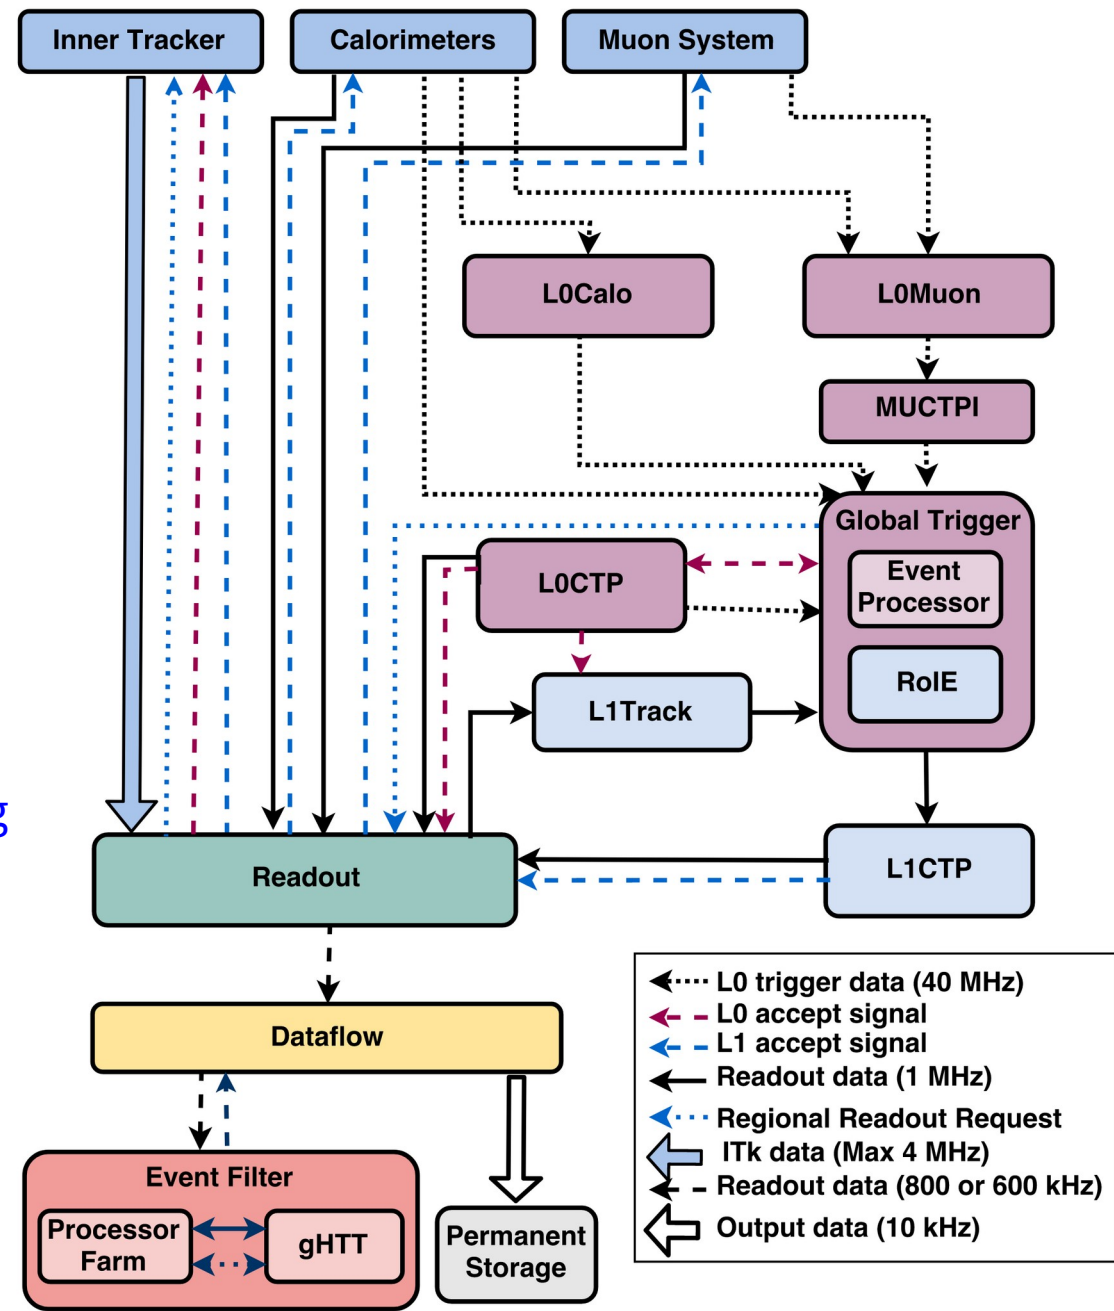 Inner Tracker
Calorimeters
Muon System
L0Calo
L0Muon
MUCTPI
Global Trigger
Event
Processor
L0CTP
RoIE
L1Track
g
Readout
L1CTP
L0 trigger data (40 MHz)
L0 accept signal
L1 accept signal
Readout data (1 MHz)
Regional Readout Request
ITk data (Max 4 MHz)
Readout data (800 or 600 kHz)
Output data (10 kHz)
Dataflow
Event Filter
Processor
Farm
gHTT
Permanent
Storage